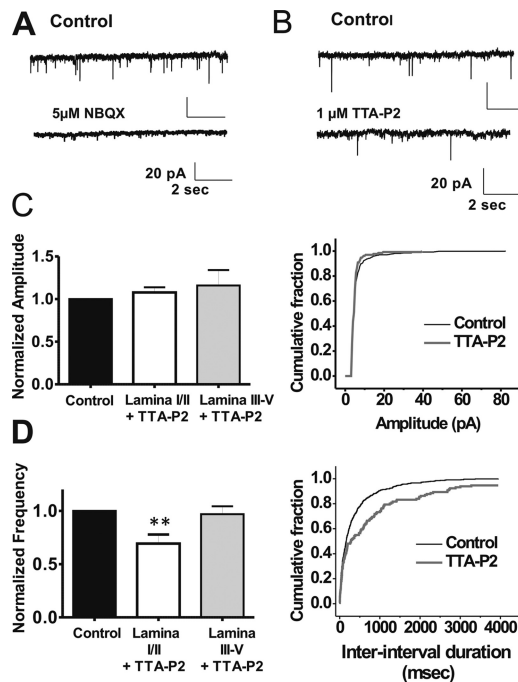 A
Control
B
Control
5µM NBQX
1 µM TTA-P2
20 pA
2 sec
20 pA
2 sec
C
Normalized Amplitude
1.5
1.0
0.5
0.0
Control
Lamina I/II
+ TTA-P2
Lamina III-V
+ TTA-P2
Cumulative fraction
1.0
0.8
0.6
0.4
0.2
0.0
Control
TTA-P2
0
20
40
60
80
Amplitude (pA)
D
Normalized Frequency
1.5
1.0
0.5
0.0
**
Control
Lamina
I/II
+ TTA-P2
Lamina
III-V
+ TTA-P2
Cumulative fraction
1.0
0.8
0.6
0.4
0.2
0.0
Control
TTA-P2
0
1000
2000
3000
4000
Inter-interval duration
(msec)